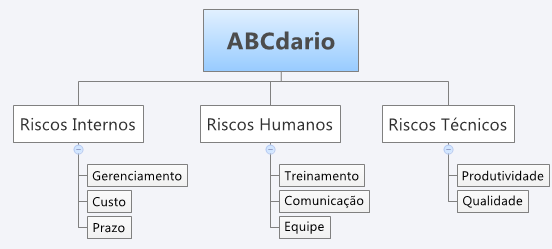 ABCdario
Riscos Internos
Gerenciamento
Custo
Prazo
Riscos Humanos
Treinamento
Comunicação
Equipe
Riscos Técnicos
Produtividade
Qualidade